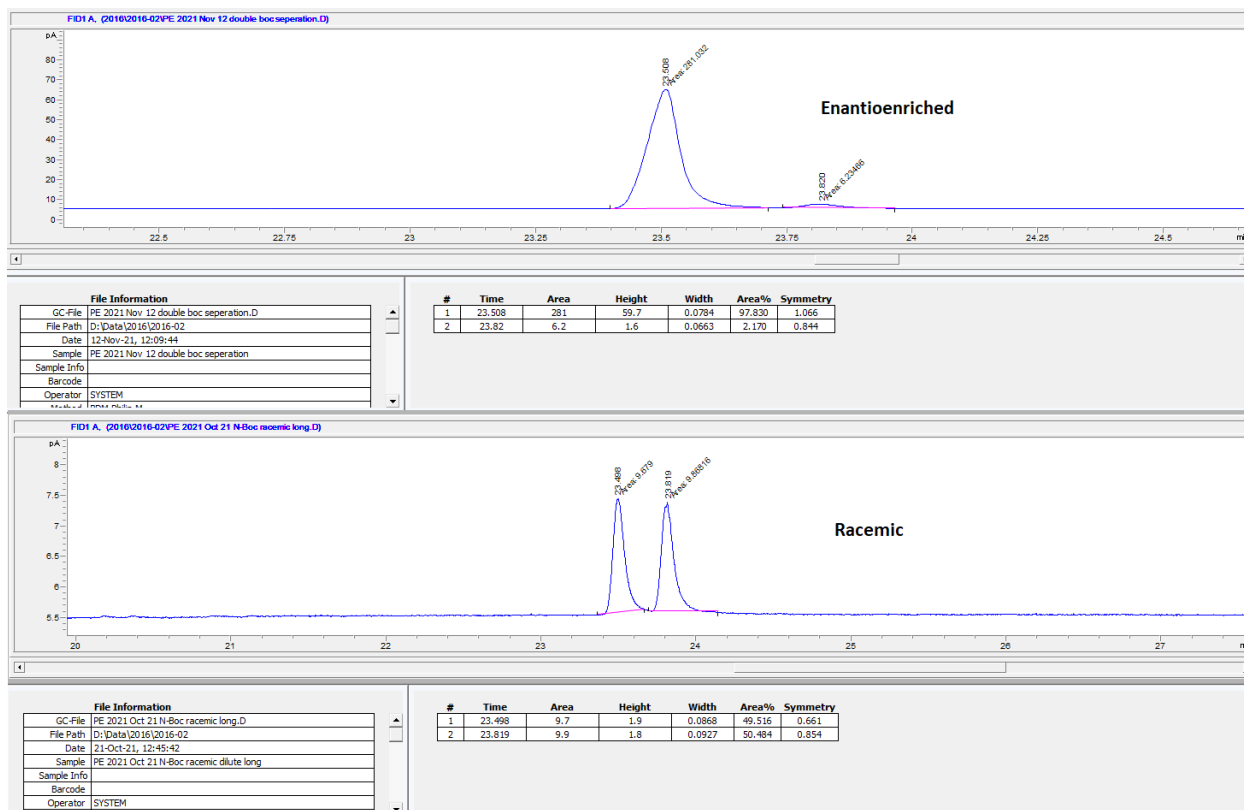 FID1 A, (2016\2016-02\PE 2021 Nov 12 double boc seperation.D)
pA
80
70
60
50
40
30
20
10
0
23.508
Area: 281.032
Enantioenriched
23.820
Area: 6.23466
22.5 22.75 23 23.25 23.5 23.75 24 24.25 24.5
File Information
GC-File PE 2021 Nov 12 double boc seperation.D
File Path D:\Data\2016\2016-02
Date 12-Nov-21, 12:09:44
Sample PE 2021 Nov 12 double boc seperation
Sample Info
Barcode
Operator SYSTEM
# Time Area Height Width Area% Symmetry
1 23.508 281 59.7 0.0784 97.830 1.066
2 23.82 6.2 1.6 0.0663 2.170 0.844
FID1 A, (2016\2016-02\PE 2021 Oct 21 N-Boc racemic long.D)
pA
8
7.5
7
6.5
6
5.5
23.498
Area: 9.679
23.819
Area: 9.86816
Racemic
20 21 22 23 24 25 26 27
File Information
GC-File PE 2021 Oct 21 N-Boc racemic long.D
File Path D:\Data\2016\2016-02
Date 21-Oct-21, 12:45:42
Sample PE 2021 Oct 21 N-Boc racemic dilute long
Sample Info
Barcode
Operator SYSTEM
# Time Area Height Width Area% Symmetry
1 23.498 9.7 1.9 0.0868 49.516 0.661
2 23.819 9.9 1.8 0.0927 50.484 0.854